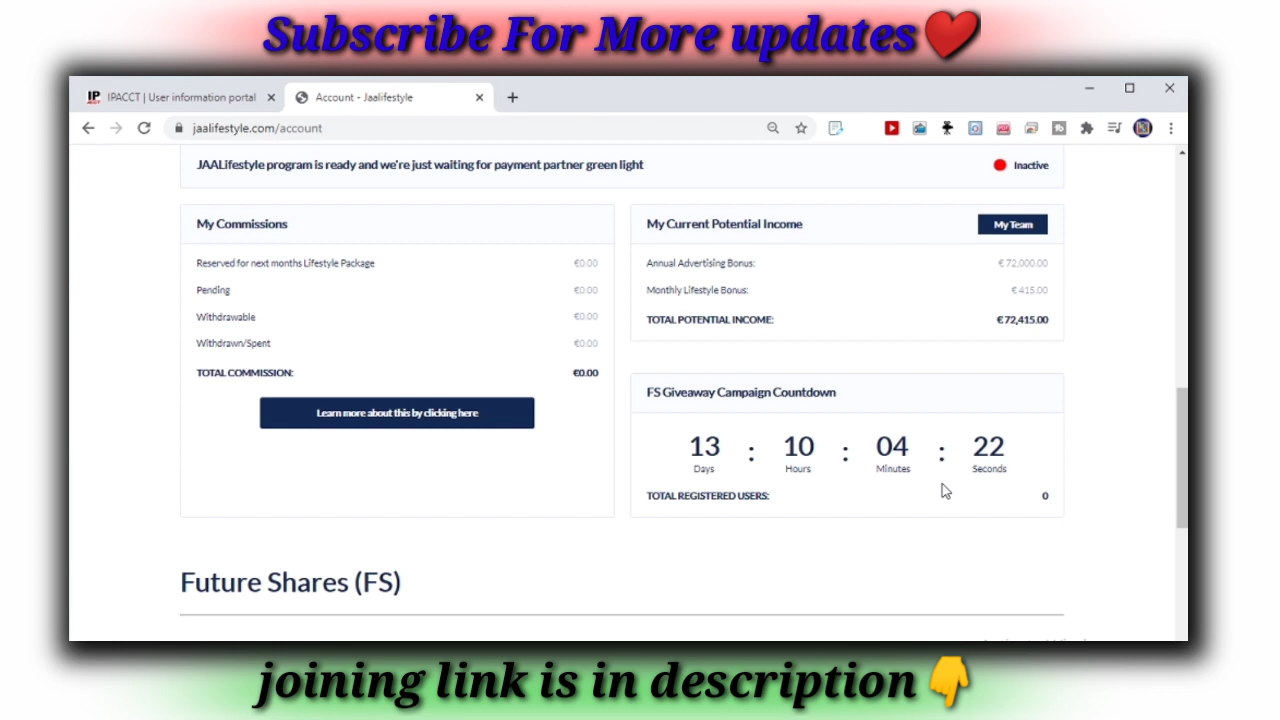 Subscribe For More updates
IPACCT | User information portal
Account - Jaalifestyle
jaalifestyle.com/account
JAALifestyle program is ready and we're just waiting for payment partner green light
Inactive
My Commissions
Reserved for next months Lifestyle Package €0.00
Pending €0.00
Withdrawable €0.00
Withdrawn/Spent €0.00
TOTAL COMMISSION: €0.00
Learn more about this by clicking here
My Current Potential Income
My Team
Annual Advertising Bonus: € 72,000.00
Monthly Lifestyle Bonus: € 415.00
TOTAL POTENTIAL INCOME: € 72,415.00
FS Giveaway Campaign Countdown
13 : 10 : 04 : 22
Days Hours Minutes Seconds
TOTAL REGISTERED USERS: 0
Future Shares (FS)
joining link is in description